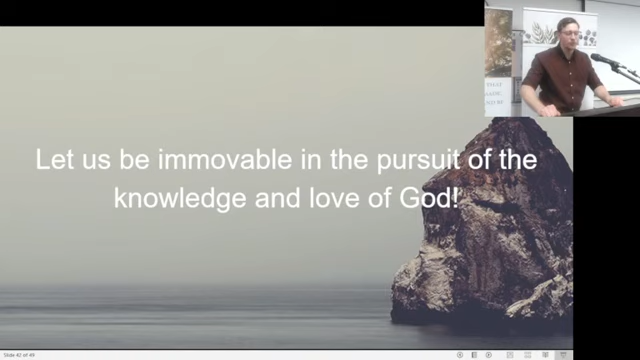 Let us be immovable in the pursuit of the
knowledge and love of God!
Slide 42 of 49